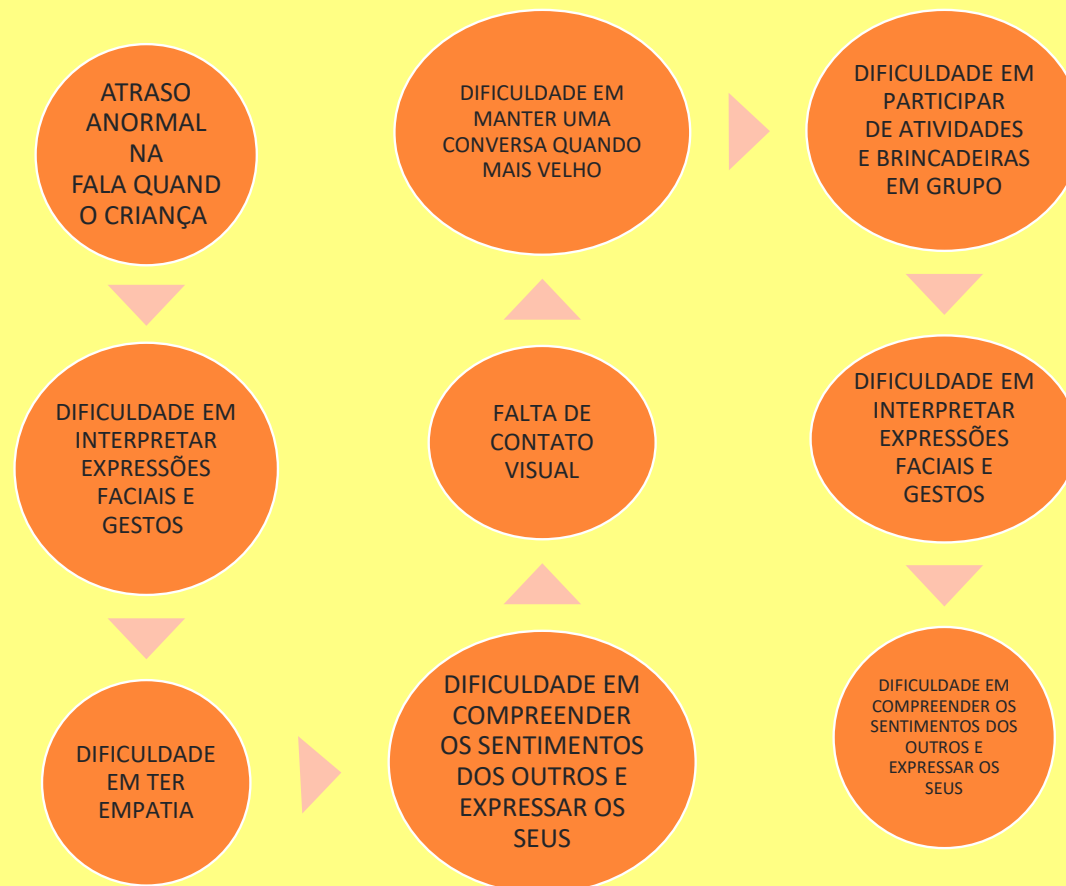 ATRASO
ANORMAL
NA
FALA QUAND
O CRIANÇA
DIFICULDADE EM
INTERPRETAR
EXPRESSÕES
FACIAIS E
GESTOS
DIFICULDADE
EM TER
EMPATIA
DIFICULDADE EM
COMPREENDER
OS SENTIMENTOS
DOS OUTROS E
EXPRESSAR OS
SEUS
FALTA DE
CONTATO
VISUAL
DIFICULDADE EM
MANTER UMA
CONVERSA QUANDO
MAIS VELHO
DIFICULDADE EM
PARTICIPAR
DE ATIVIDADES
E BRINCADEIRAS
EM GRUPO
DIFICULDADE EM
INTERPRETAR
EXPRESSÕES
FACIAIS E
GESTOS
DIFICULDADE EM
COMPREENDER OS
SENTIMENTOS DOS
OUTROS E
EXPRESSAR OS
SEUS